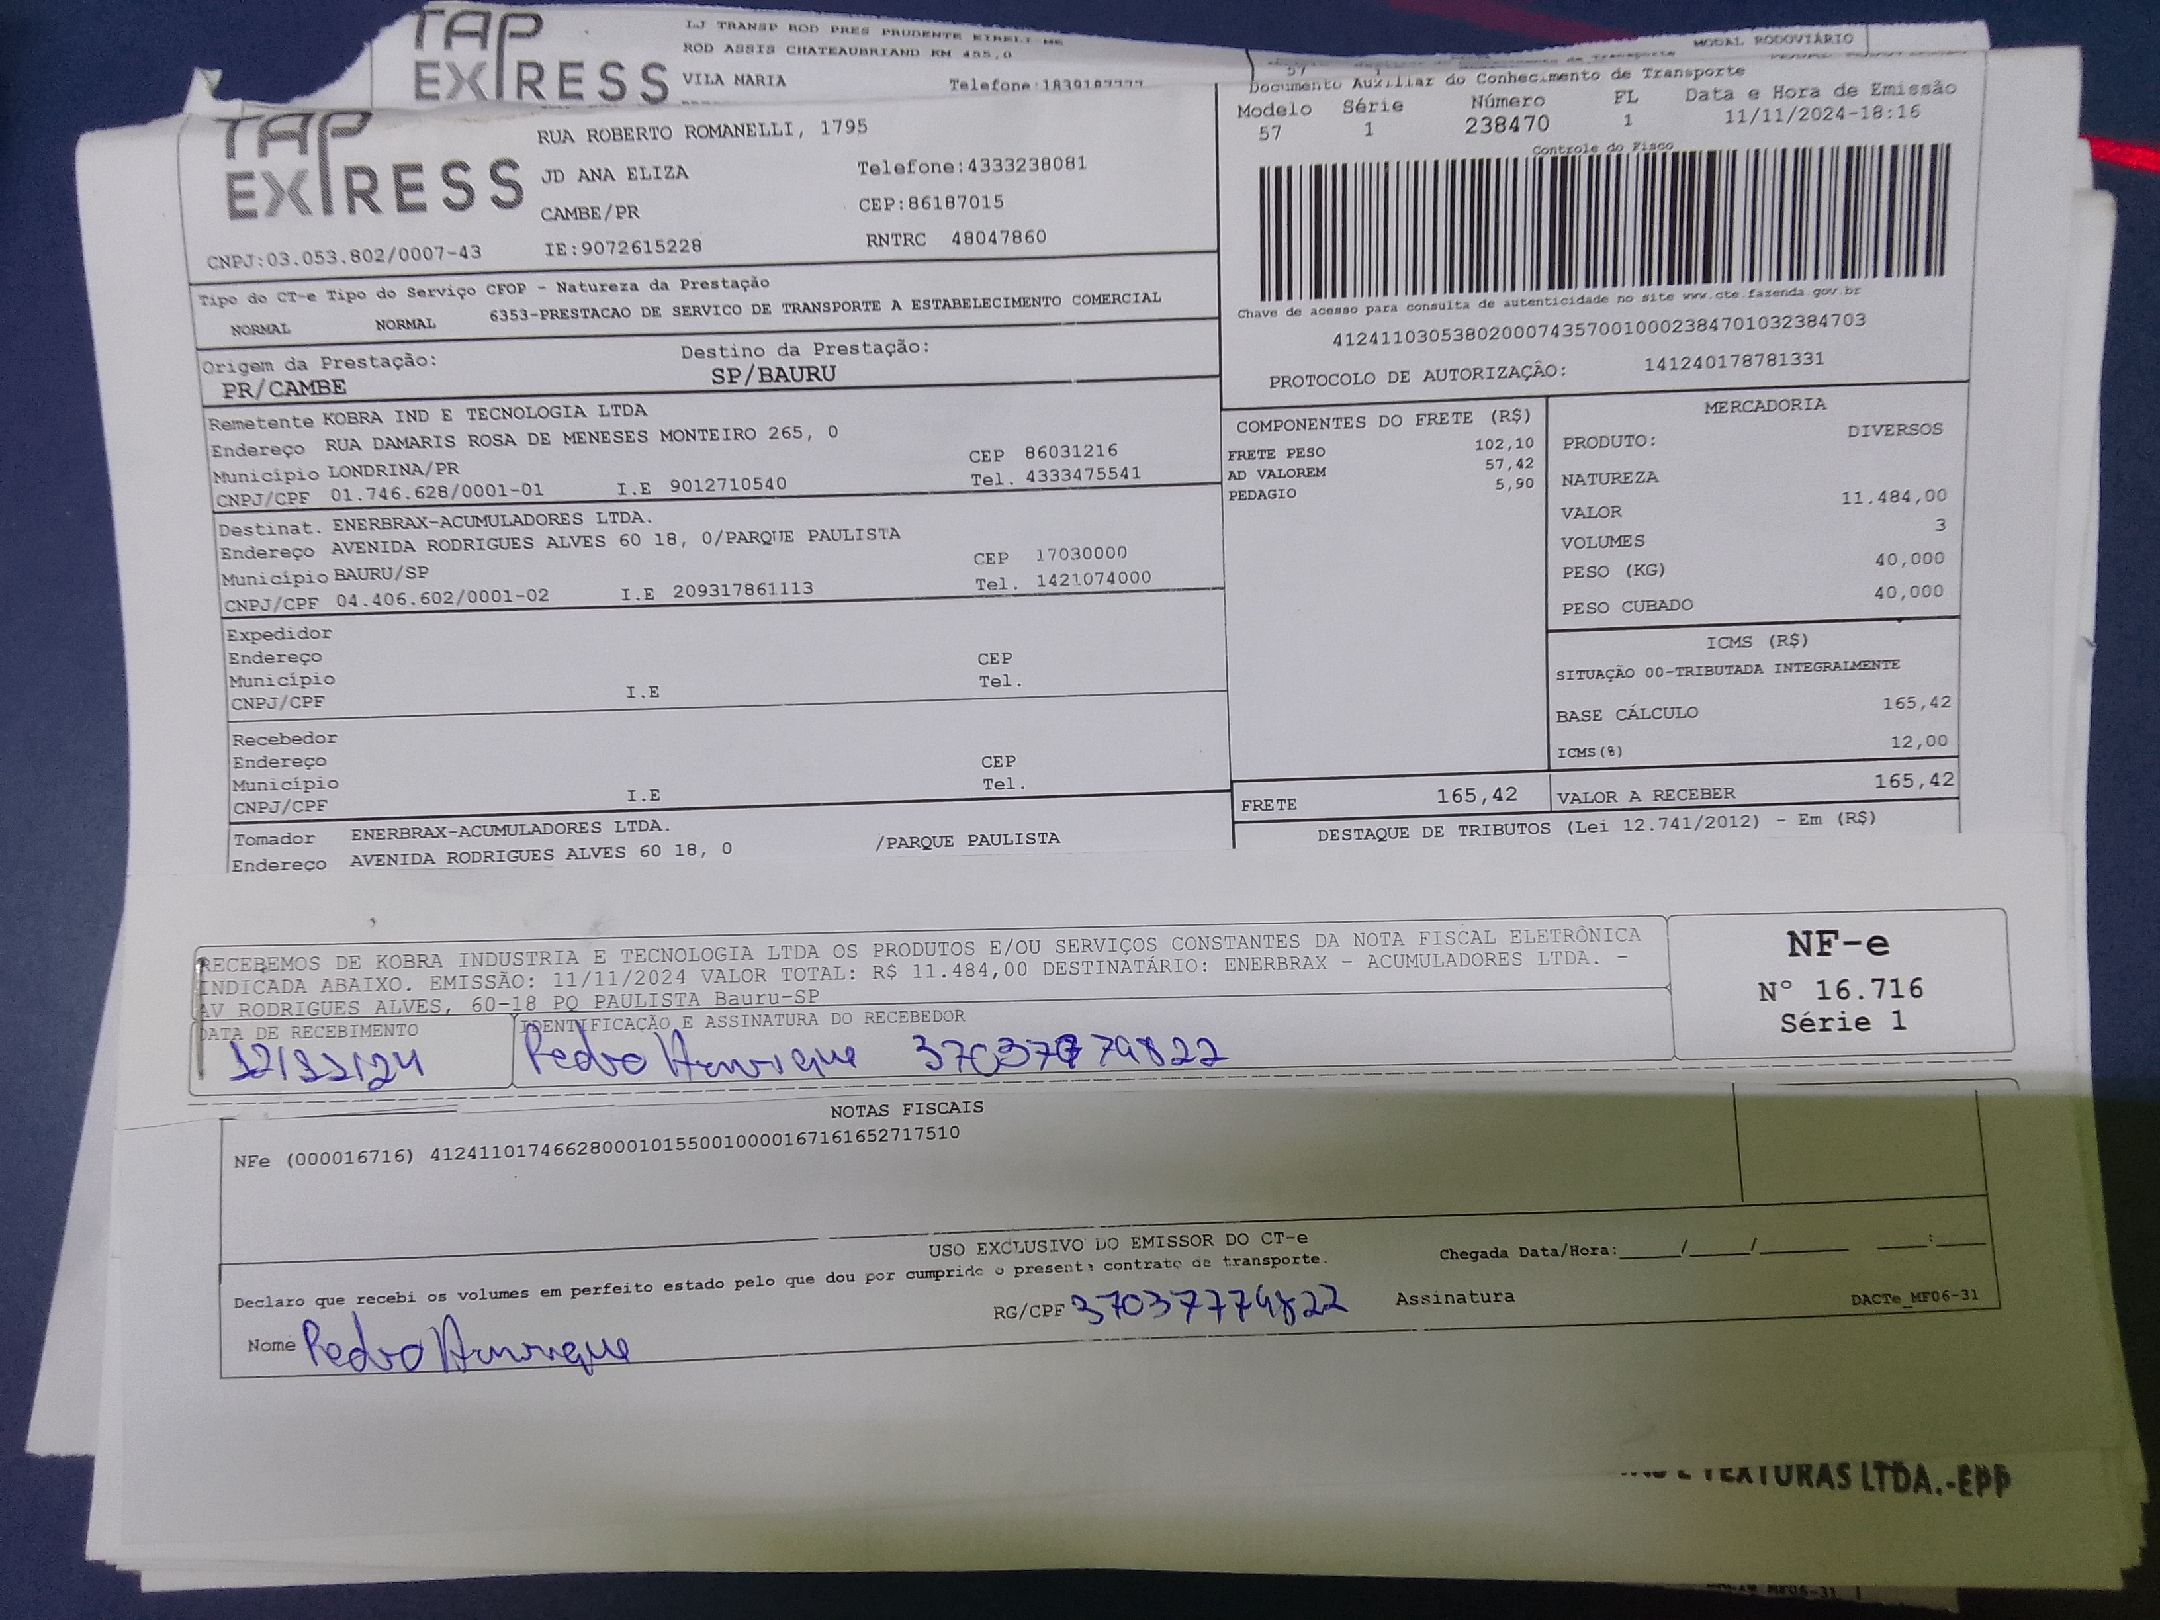 TAP EXPRESS
LJ TRANSP ROD PRES PRUDENTE EIRELI ME
ROD ASSIS CHATEAUBRIAND KM 455,0
VILA MARIA Telefone:
MODAL RODOVIÁRIO
57
TAP EXPRESS
RUA ROBERTO ROMANELLI, 1795
JD ANA ELIZA Telefone:4333238081
CAMBE/PR CEP:86187015
CNPJ:03.053.802/0007-43 IE:9072615228 RNTRC 48047860
Documento Auxiliar do Conhecimento de Transporte
Modelo Série Número FL Data e Hora de Emissão
57 1 238470 1 11/11/2024-18:16
Controle do Fisco
Chave de acesso para consulta de autenticidade no site www.cte.fazenda.gov.br
41241103053802000743570010002384701032384703
PROTOCOLO DE AUTORIZAÇÃO: 141240178781331
Tipo do CT-e Tipo do Serviço CFOP - Natureza da Prestação
NORMAL NORMAL 6353-PRESTACAO DE SERVICO DE TRANSPORTE A ESTABELECIMENTO COMERCIAL
Origem da Prestação: Destino da Prestação:
PR/CAMBE SP/BAURU
Remetente KOBRA IND E TECNOLOGIA LTDA
Endereço RUA DAMARIS ROSA DE MENESES MONTEIRO 265, 0
Município LONDRINA/PR CEP 86031216
CNPJ/CPF 01.746.628/0001-01 I.E 9012710540 Tel. 4333475541
Destinat. ENERBRAX-ACUMULADORES LTDA.
Endereço AVENIDA RODRIGUES ALVES 60 18, 0/PARQUE PAULISTA
Município BAURU/SP CEP 17030000
CNPJ/CPF 04.406.602/0001-02 I.E 209317861113 Tel. 1421074000
Expedidor
Endereço
Município CEP
CNPJ/CPF I.E Tel.
Recebedor
Endereço
Município CEP
CNPJ/CPF I.E Tel.
Tomador ENERBRAX-ACUMULADORES LTDA.
Endereço AVENIDA RODRIGUES ALVES 60 18, 0 /PARQUE PAULISTA
COMPONENTES DO FRETE (R$)
FRETE PESO 102,10
AD VALOREM 57,42
PEDAGIO 5,90
FRETE 165,42
MERCADORIA
PRODUTO: DIVERSOS
NATUREZA
VALOR 11.484,00
VOLUMES 3
PESO (KG) 40,000
PESO CUBADO 40,000
ICMS (R$)
SITUAÇÃO 00-TRIBUTADA INTEGRALMENTE
BASE CÁLCULO 165,42
ICMS(%) 12,00
VALOR A RECEBER 165,42
DESTAQUE DE TRIBUTOS (Lei 12.741/2012) - Em (R$)
RECEBEMOS DE KOBRA INDUSTRIA E TECNOLOGIA LTDA OS PRODUTOS E/OU SERVIÇOS CONSTANTES DA NOTA FISCAL ELETRÔNICA
INDICADA ABAIXO. EMISSÃO: 11/11/2024 VALOR TOTAL: R$ 11.484,00 DESTINATÁRIO: ENERBRAX - ACUMULADORES LTDA. -
AV RODRIGUES ALVES, 60-18 PQ PAULISTA Bauru-SP
DATA DE RECEBIMENTO IDENTIFICAÇÃO E ASSINATURA DO RECEBEDOR
12/11/24 Pedro Henrique 37037774822
NF-e
Nº 16.716
Série 1
NOTAS FISCAIS
NFe (000016716) 41241101746628000101550010000167161652717510
USO EXCLUSIVO DO EMISSOR DO CT-e
Declaro que recebi os volumes em perfeito estado pelo que dou por cumprido o presente contrato de transporte.
Chegada Data/Hora:_____/_____/_______ ____:____
Nome Pedro Henrique RG/CPF 37037774822 Assinatura DACTe_MF06-31
E TEXTURAS LTDA.-EPP
MF06-31